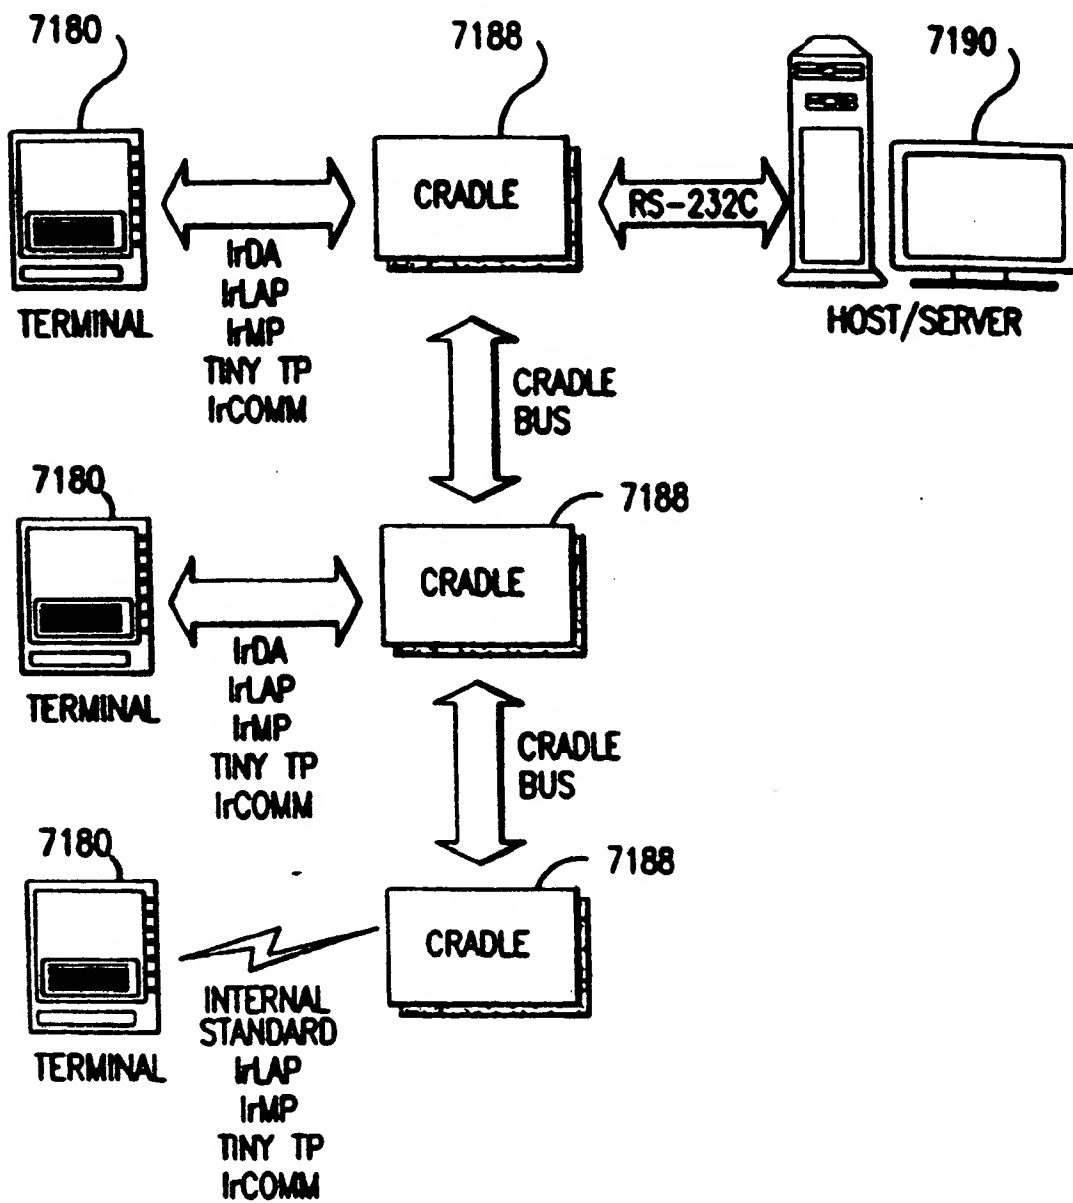 7180
7188
7190
CRADLE
RS-232C
IrDA
IrLAP
IrMP
TINY TP
IrCOMM
TERMINAL
HOST/SERVER
CRADLE
BUS
7180
7188
CRADLE
IrDA
IrLAP
IrMP
TINY TP
IrCOMM
TERMINAL
CRADLE
BUS
7180
7188
CRADLE
INTERNAL
STANDARD
IrLAP
IrMP
TINY TP
IrCOMM
TERMINAL